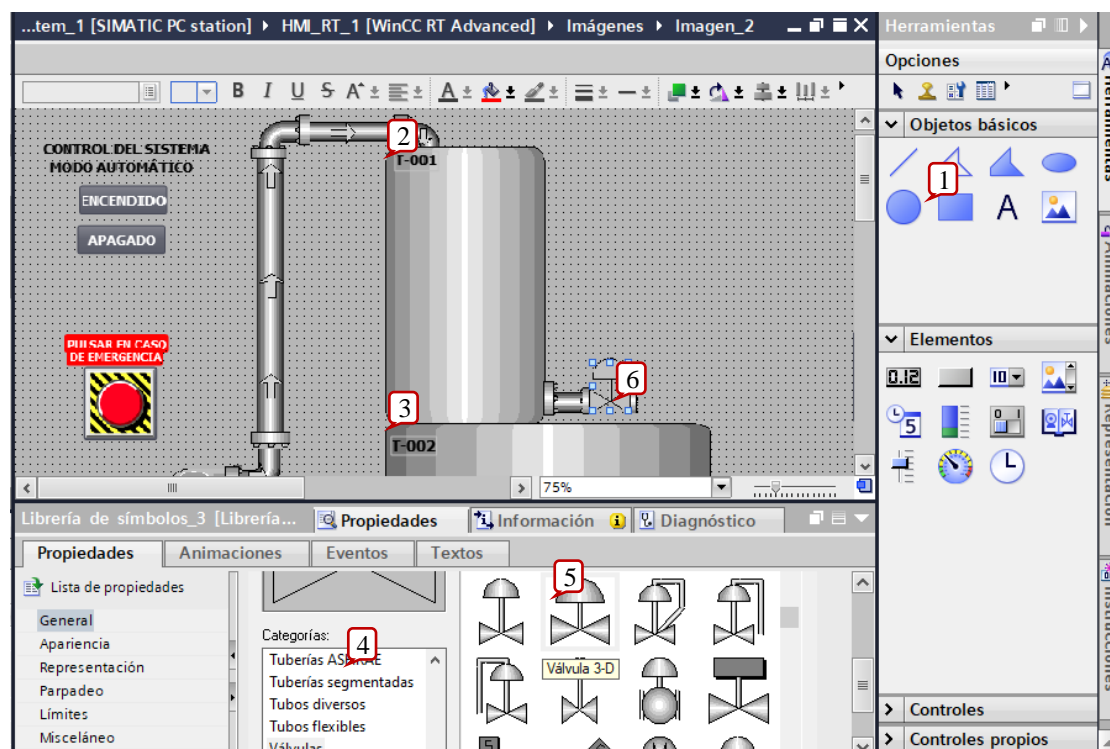 ...tem_1 [SIMATIC PC station] HMI_RT_1 [WinCC RT Advanced] Imágenes Imagen_2
Herramientas
Opciones
B I U S A A
Objetos básicos
CONTROL DEL SISTEMA
MODO AUTOMÁTICO
2
T-001
1
A
ENCENDIDO
APAGADO
PULSAR EN CASO
DE EMERGENCIA
Elementos
0.12
10
6
3
5
T-002
75%
Librería de símbolos_3 [Librería...
Propiedades
Información
Diagnóstico
Propiedades
Animaciones
Eventos
Textos
Lista de propiedades
5
General
Apariencia
Representación
Parpadeo
Límites
Misceláneo
Categorías:
4
Tuberías
Tuberías segmentadas
Tubos diversos
Tubos flexibles
Válvulas
Válvula 3-D
Controles
Controles propios
Animaciones
Representación
Instrucciones